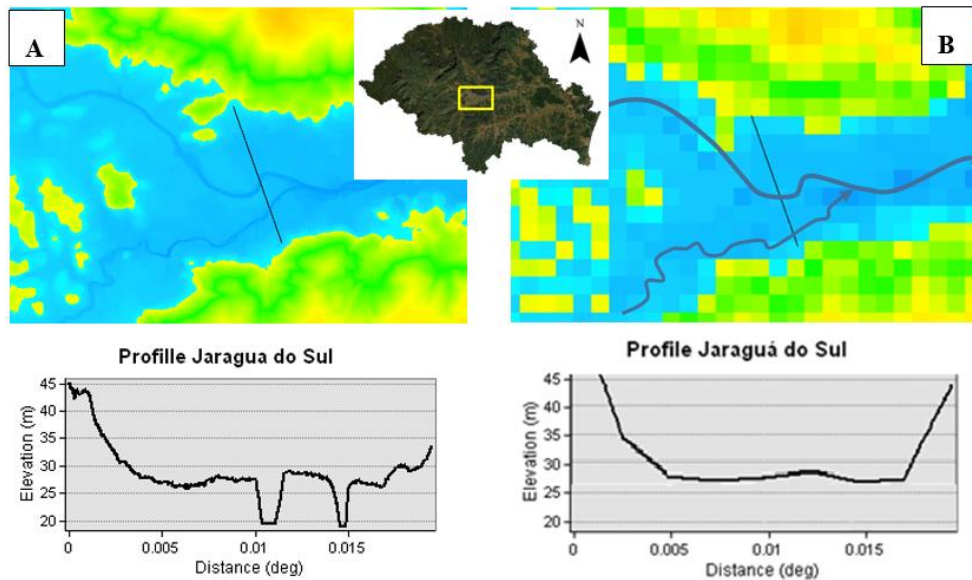 A
N
B
Profille Jaragua do Sul
45
40
35
30
25
20
Elevation (m)
0 0.005 0.01 0.015
Distance (deg)
Profile Jaraguá do Sul
45
40
35
30
25
20
Elevation (m)
0 0.005 0.01 0.015
Distance (deg)